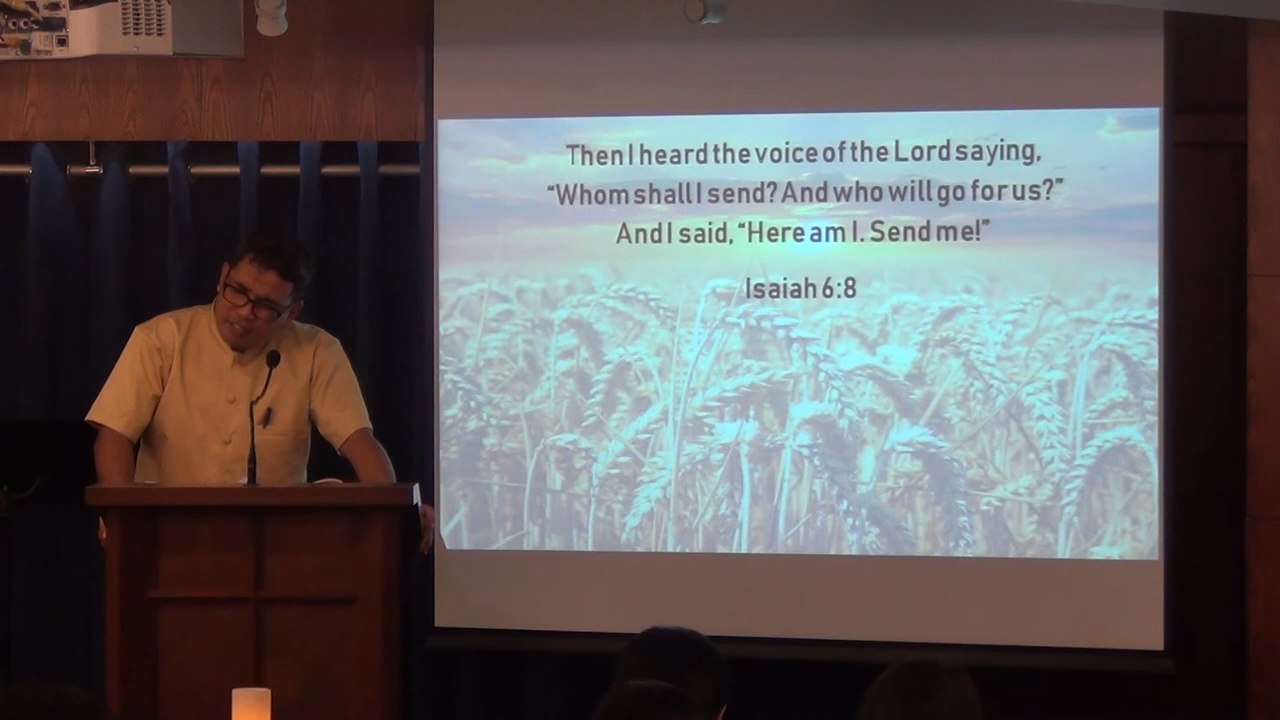 Then I heard the voice of the Lord saying,
“Whom shall I send? And who will go for us?”
And I said, “Here am I. Send me!”
Isaiah 6:8